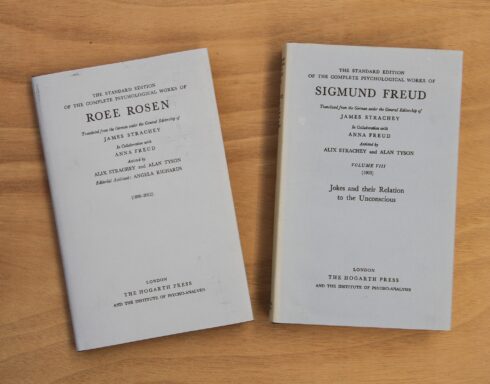 THE STANDARD EDITION
OF THE COMPLETE PSYCHOLOGICAL WORKS OF
ROEE ROSEN
Translated from the German under the General Editorship of
JAMES STRACHEY
In Collaboration with
ANNA FREUD
Assisted by
ALIX STRACHEY and ALAN TYSON
Editorial Assistant: ANGELA RICHARDS
LONDON
THE HOGARTH PRESS
AND THE INSTITUTE OF PSYCHO-ANALYSIS
THE STANDARD EDITION
OF THE COMPLETE PSYCHOLOGICAL WORKS OF
SIGMUND FREUD
Translated from the German under the General Editorship of
JAMES STRACHEY
In Collaboration with
ANNA FREUD
Assisted by
ALIX STRACHEY and ALAN TYSON
VOLUME VIII
(1905)
Jokes and their Relation
to the Unconscious
LONDON
THE HOGARTH PRESS
AND THE INSTITUTE OF PSYCHO-ANALYSIS